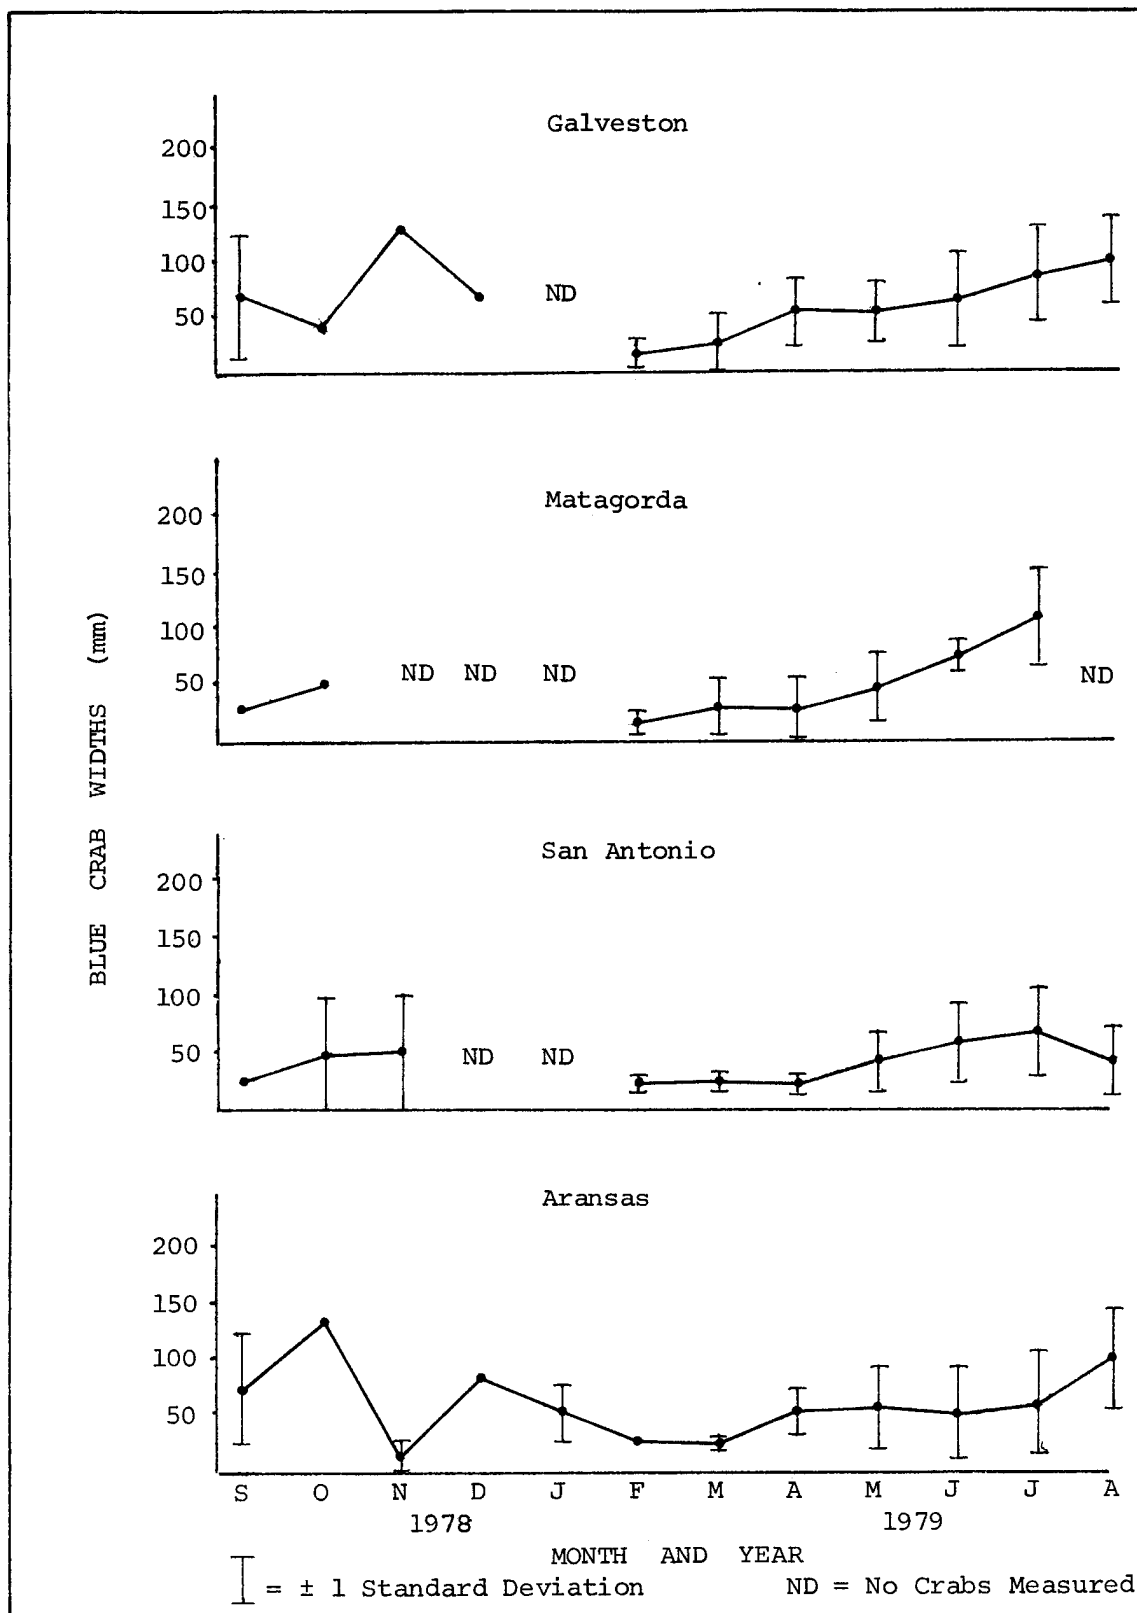 Galveston
200
150
100
50
ND
Matagorda
200
150
100
50
ND ND ND
ND
San Antonio
200
150
100
50
ND ND
Aransas
200
150
100
50
BLUE CRAB WIDTHS (mm)
S O N D J F M A M J J A
1978 1979
MONTH AND YEAR
= ± 1 Standard Deviation ND = No Crabs Measured